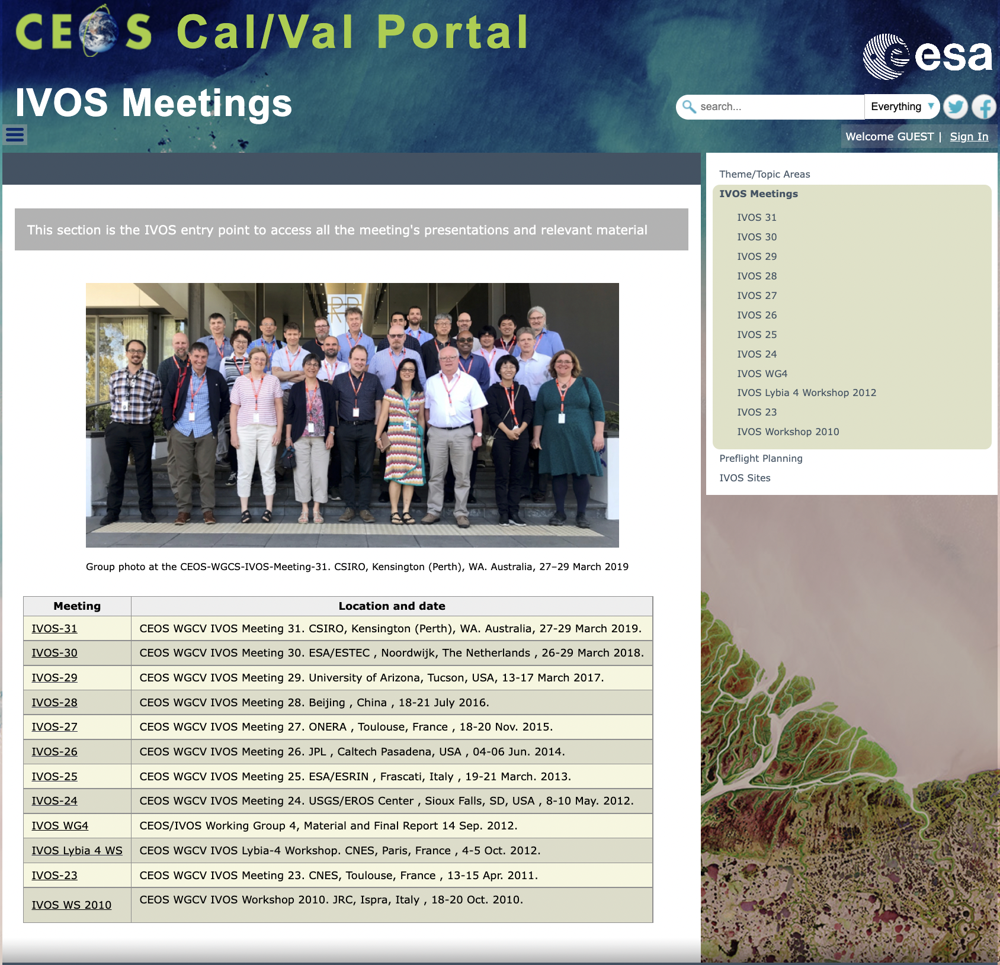 CEOS Cal/Val Portal
esa
IVOS Meetings
search...
Everything
Welcome GUEST | Sign In
This section is the IVOS entry point to access all the meeting's presentations and relevant material
RPR
Group photo at the CEOS-WGCS-IVOS-Meeting-31. CSIRO, Kensington (Perth), WA. Australia, 27–29 March 2019
Meeting Location and date
IVOS-31 CEOS WGCV IVOS Meeting 31. CSIRO, Kensington (Perth), WA. Australia, 27-29 March 2019.
IVOS-30 CEOS WGCV IVOS Meeting 30. ESA/ESTEC , Noordwijk, The Netherlands , 26-29 March 2018.
IVOS-29 CEOS WGCV IVOS Meeting 29. University of Arizona, Tucson, USA, 13-17 March 2017.
IVOS-28 CEOS WGCV IVOS Meeting 28. Beijing , China , 18-21 July 2016.
IVOS-27 CEOS WGCV IVOS Meeting 27. ONERA , Toulouse, France , 18-20 Nov. 2015.
IVOS-26 CEOS WGCV IVOS Meeting 26. JPL , Caltech Pasadena, USA , 04-06 Jun. 2014.
IVOS-25 CEOS WGCV IVOS Meeting 25. ESA/ESRIN , Frascati, Italy , 19-21 March. 2013.
IVOS-24 CEOS WGCV IVOS Meeting 24. USGS/EROS Center , Sioux Falls, SD, USA , 8-10 May. 2012.
IVOS WG4 CEOS/IVOS Working Group 4, Material and Final Report 14 Sep. 2012.
IVOS Lybia 4 WS CEOS WGCV IVOS Lybia-4 Workshop. CNES, Paris, France , 4-5 Oct. 2012.
IVOS-23 CEOS WGCV IVOS Meeting 23. CNES, Toulouse, France , 13-15 Apr. 2011.
IVOS WS 2010 CEOS WGCV IVOS Workshop 2010. JRC, Ispra, Italy , 18-20 Oct. 2010.
Theme/Topic Areas
IVOS Meetings
IVOS 31
IVOS 30
IVOS 29
IVOS 28
IVOS 27
IVOS 26
IVOS 25
IVOS 24
IVOS WG4
IVOS Lybia 4 Workshop 2012
IVOS 23
IVOS Workshop 2010
Preflight Planning
IVOS Sites